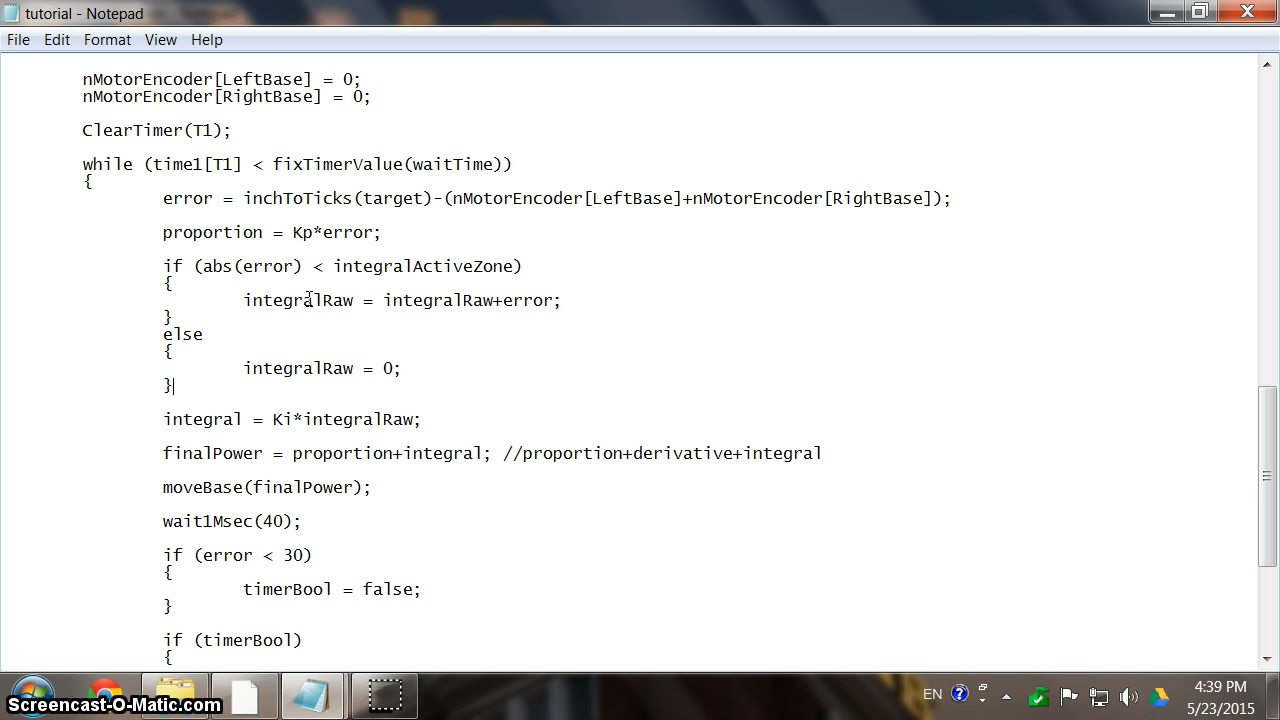 tutorial - Notepad
File Edit Format View Help
nMotorEncoder[LeftBase] = 0;
nMotorEncoder[RightBase] = 0;
ClearTimer(T1);
while (time1[T1] < fixTimerValue(waitTime))
{
error = inchToTicks(target)-(nMotorEncoder[LeftBase]+nMotorEncoder[RightBase]);
proportion = Kp*error;
if (abs(error) < integralActiveZone)
{
integralRaw = integralRaw+error;
}
else
{
integralRaw = 0;
}
integral = Ki*integralRaw;
finalPower = proportion+integral; //proportion+derivative+integral
moveBase(finalPower);
wait1Msec(40);
if (error < 30)
{
timerBool = false;
}
if (timerBool)
{
EN
4:39 PM
5/23/2015
Screencast-O-Matic.com